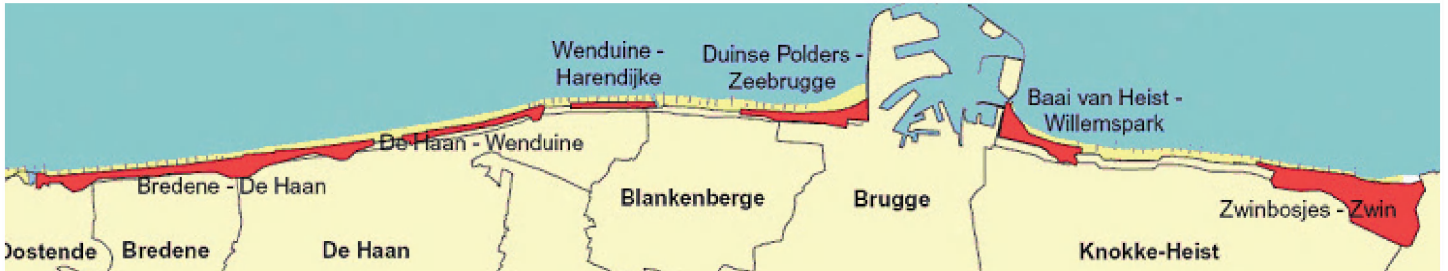 Wenduine -
Harendijke
Duinse Polders -
Zeebrugge
Baai van Heist -
Willemspark
De Haan - Wenduine
Bredene - De Haan
Blankenberge
Brugge
Zwinbosjes - Zwin
Oostende
Bredene
De Haan
Knokke-Heist